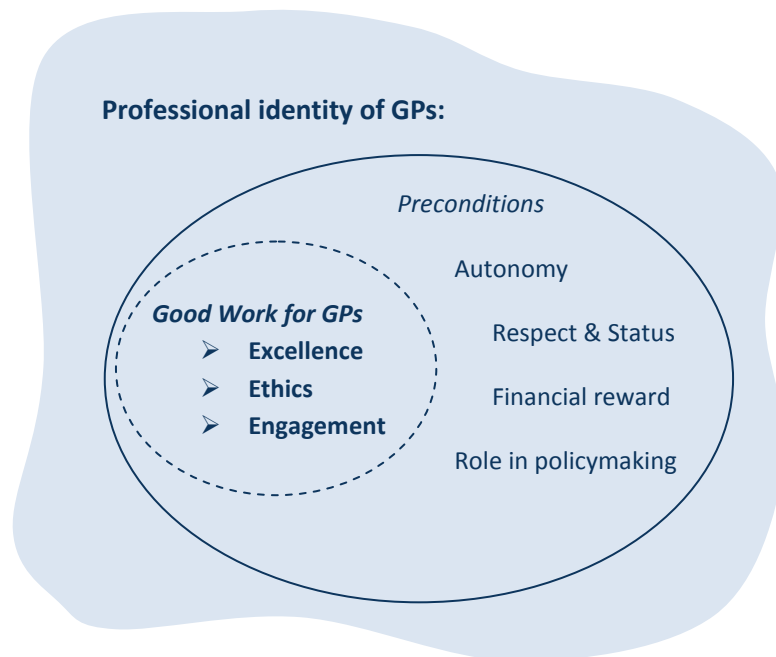 Professional identity of GPs:
Preconditions
Autonomy
Good Work for GPs
➢ Excellence
➢ Ethics
➢ Engagement
Respect & Status
Financial reward
Role in policymaking